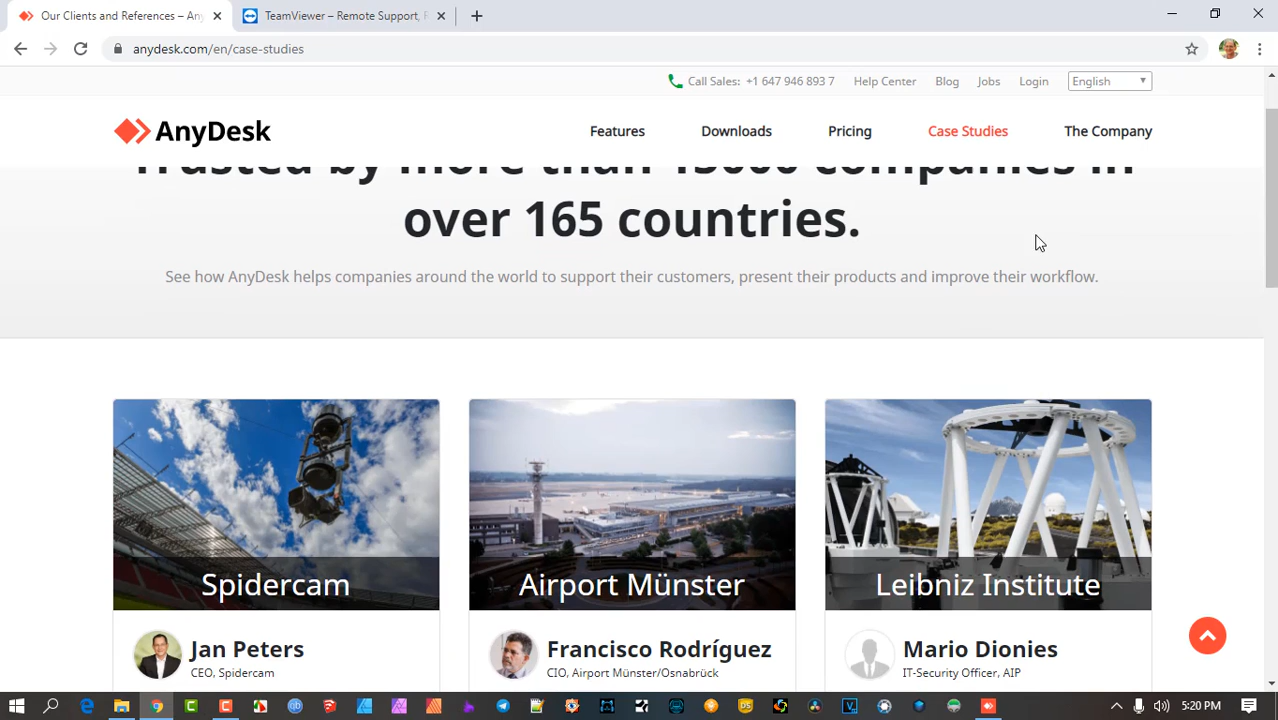 Our Clients and References – Any
TeamViewer – Remote Support, R
anydesk.com/en/case-studies
Call Sales: +1 647 946 893 7
Help Center
Blog
Jobs
Login
English
AnyDesk
Features
Downloads
Pricing
Case Studies
The Company
Trusted by more than 15000 companies in
over 165 countries.
See how AnyDesk helps companies around the world to support their customers, present their products and improve their workflow.
Spidercam
Airport Münster
Leibniz Institute
Jan Peters
CEO, Spidercam
Francisco Rodríguez
CIO, Airport Münster/Osnabrück
Mario Dionies
IT-Security Officer, AIP
5:20 PM